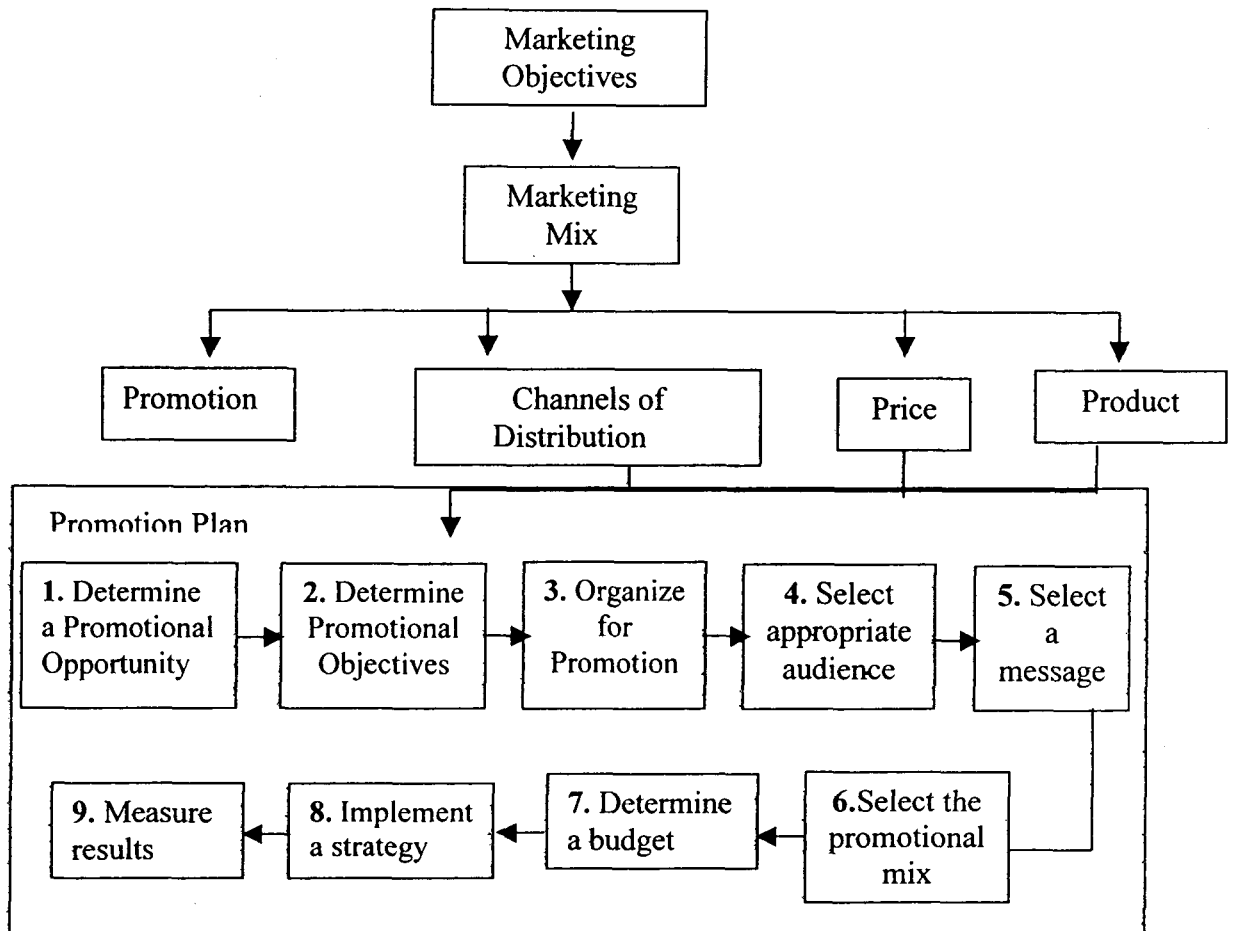 Marketing
Objectives
Marketing
Mix
Promotion
Channels of
Distribution
Price
Product
Promotion Plan
1. Determine
a Promotional
Opportunity
2. Determine
Promotional
Objectives
3. Organize
for
Promotion
4. Select
appropriate
audience
5. Select
a
message
6.Select the
promotional
mix
7. Determine
a budget
8. Implement
a strategy
9. Measure
results